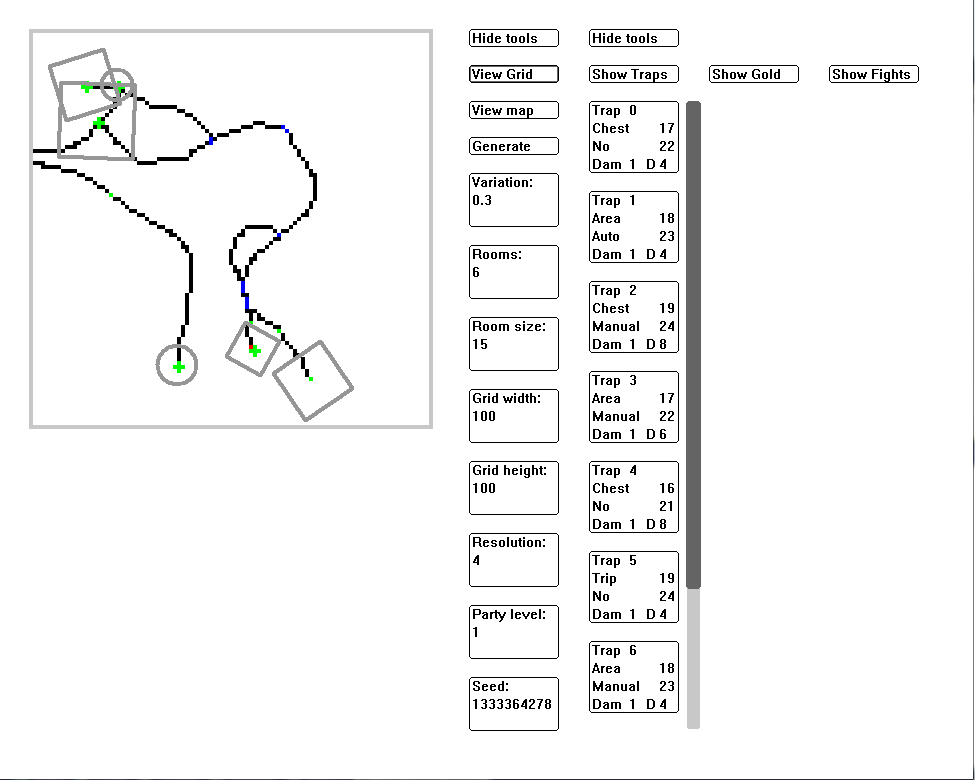 Hide tools
Hide tools
View Grid
Show Traps
Show Gold
Show Fights
View map
Generate
Variation:
0.3
Rooms:
6
Room size:
15
Grid width:
100
Grid height:
100
Resolution:
4
Party level:
1
Seed:
1333364278
Trap 0
Chest 17
No 22
Dam 1 D 4
Trap 1
Area 18
Auto 23
Dam 1 D 4
Trap 2
Chest 19
Manual 24
Dam 1 D 8
Trap 3
Area 17
Manual 22
Dam 1 D 6
Trap 4
Chest 16
No 21
Dam 1 D 8
Trap 5
Trip 19
No 24
Dam 1 D 4
Trap 6
Area 18
Manual 23
Dam 1 D 4